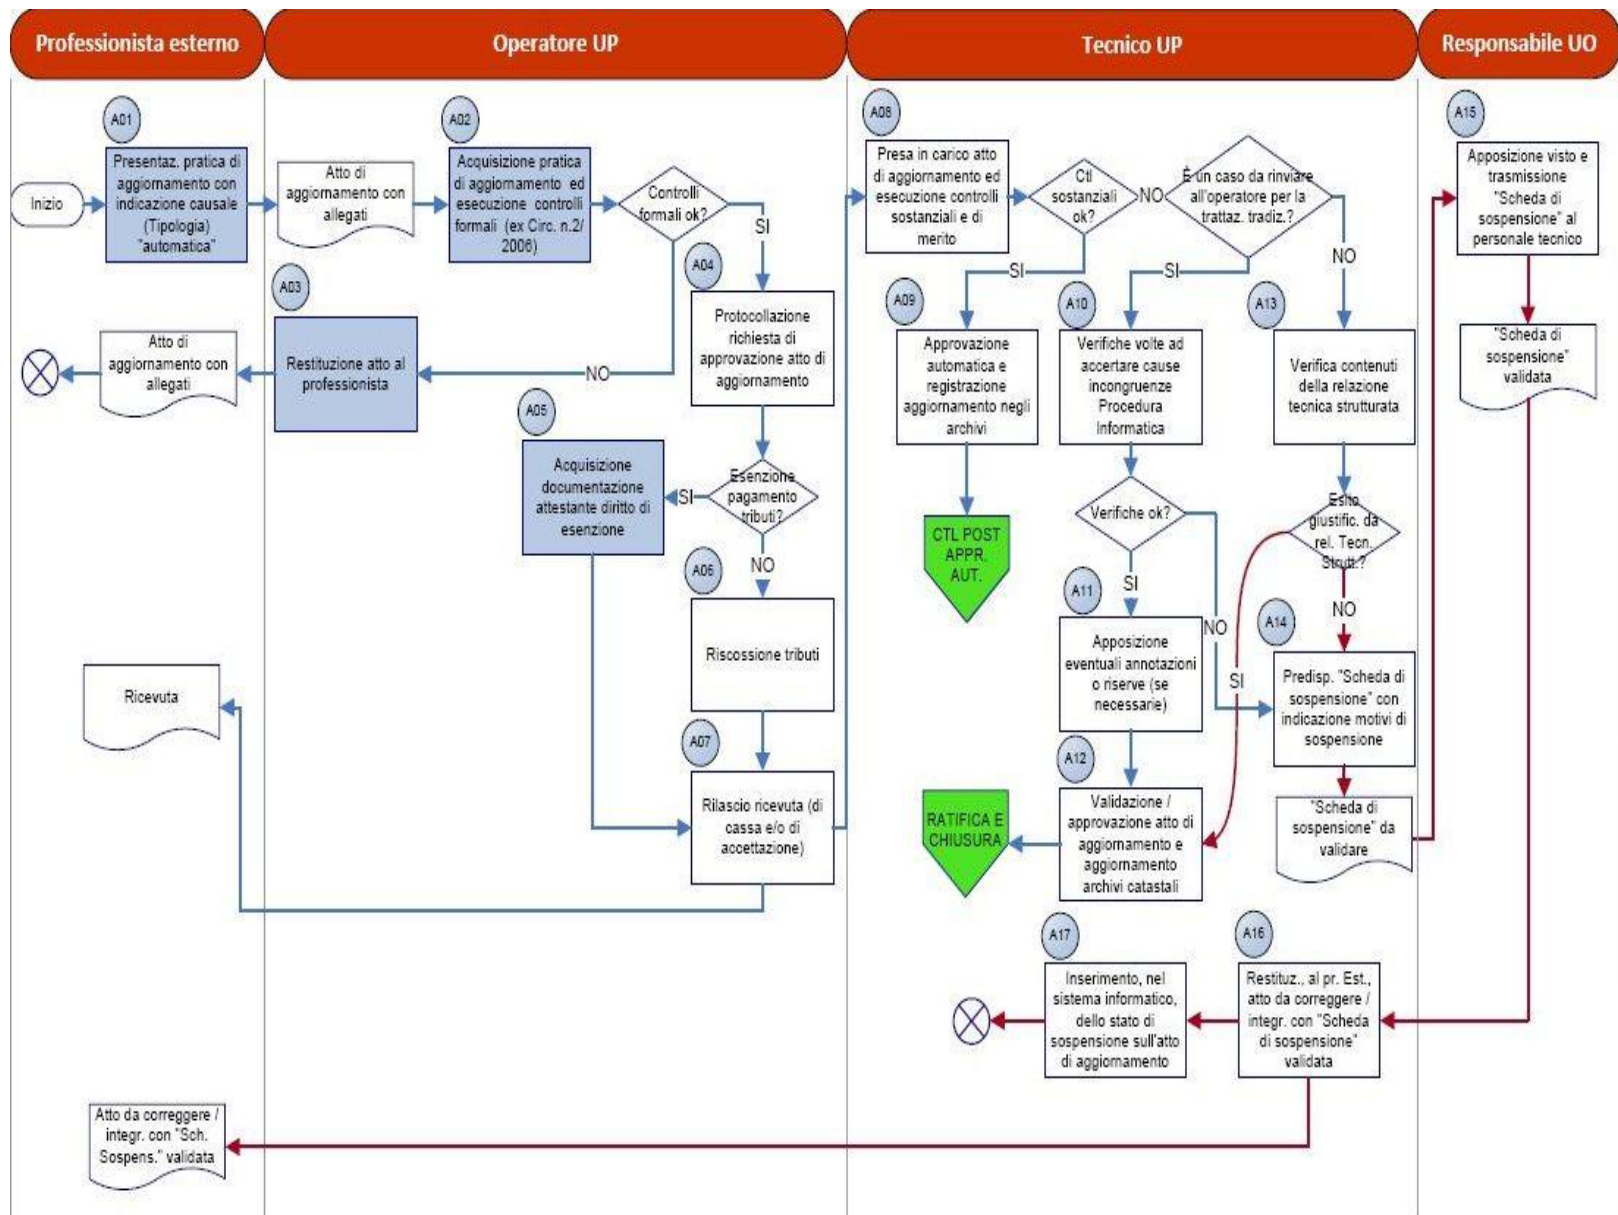 Professionista esterno
Operatore UP
Tecnico UP
Responsabile UO
Inizio
A01
Presentaz. pratica di
aggiornamento con
indicazione causale
(Tipologia)
"automatica"
Atto di
aggiornamento con
allegati
A02
Acquisizione pratica
di aggiornamento ed
esecuzione controlli
formali (ex Circ. n.2/
2006)
Controlli
formali ok?
SI
NO
A03
Restituzione atto al
professionista
Atto di
aggiornamento con
allegati
A04
Protocollazione
richiesta di
approvazione atto di
aggiornamento
A05
Acquisizione
documentazione
attestante diritto di
esenzione
SI
Esenzione
pagamento
tributi?
NO
A06
Riscossione tributi
A07
Rilascio ricevuta (di
cassa e/o di
accettazione)
Ricevuta
A08
Presa in carico atto
di aggiornamento ed
esecuzione controlli
sostanziali e di
merito
Ctl
sostanziali
ok?
NO
SI
È un caso da rinviare
all'operatore per la
trattaz. tradiz.?
SI
NO
A09
Approvazione
automatica e
registrazione
aggiornamento negli
archivi
CTL POST
APPR.
AUT.
A10
Verifiche volte ad
accertare cause
incongruenze
Procedura
Informatica
Verifiche ok?
SI
NO
A11
Apposizione
eventuali annotazioni
o riserve (se
necessarie)
A12
Validazione /
approvazione atto di
aggiornamento e
aggiornamento
archivi catastali
RATIFICA E
CHIUSURA
A13
Verifica contenuti
della relazione
tecnica strutturata
Esito
giustific. da
rel. Tecn.
Strutt.?
SI
NO
A14
Predisp. "Scheda di
sospensione" con
indicazione motivi di
sospensione
"Scheda di
sospensione" da
validare
A15
Apposizione visto e
trasmissione
"Scheda di
sospensione" al
personale tecnico
"Scheda di
sospensione"
validata
A16
Restituz., al pr. Est.,
atto da correggere /
integr. con "Scheda
di sospensione"
validata
A17
Inserimento, nel
sistema informatico,
dello stato di
sospensione sull'atto
di aggiornamento
Atto da correggere /
integr. con "Sch.
Sospens." validata